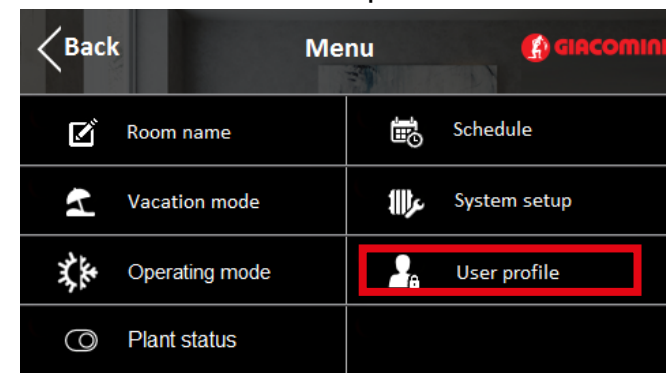 Back
Menu
GIACOMINI
Room name
Schedule
Vacation mode
System setup
Operating mode
User profile
Plant status